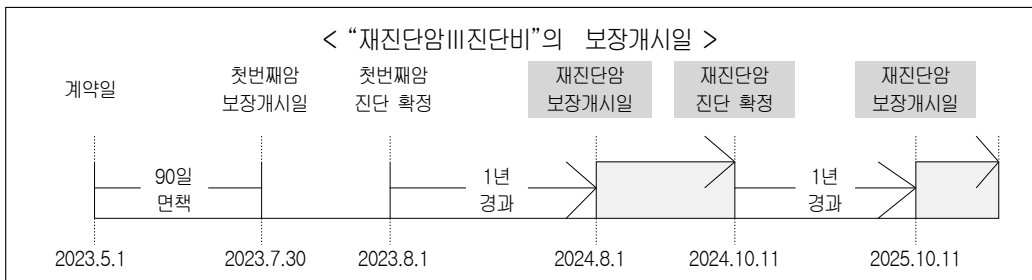 < “재진단암Ⅲ진단비”의 보장개시일 >
계약일
첫번째암
보장개시일
첫번째암
진단 확정
재진단암
보장개시일
재진단암
진단 확정
재진단암
보장개시일
90일
면책
1년
경과
1년
경과
2023.5.1 2023.7.30 2023.8.1 2024.8.1 2024.10.11 2025.10.11